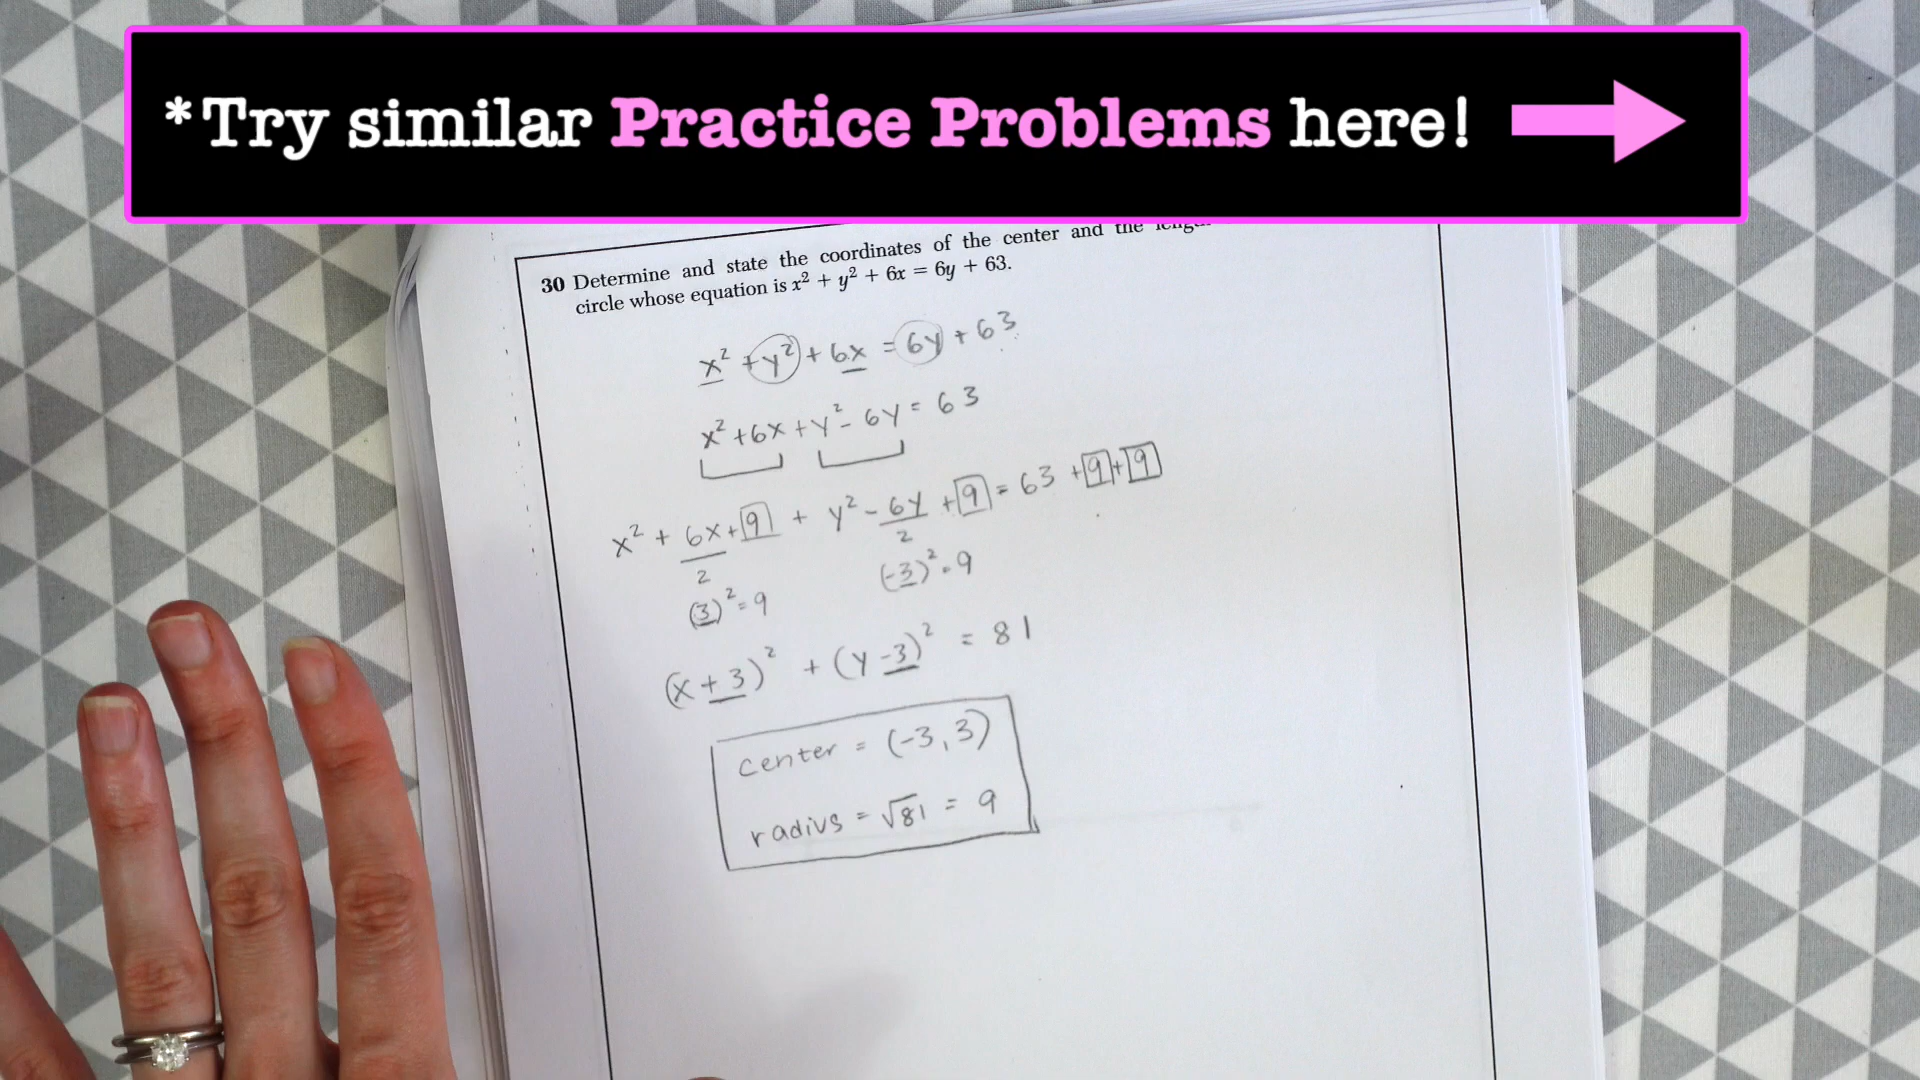 *Try similar Practice Problems here!
30 Determine and state the coordinates of the center and the
circle whose equation is x² + y² + 6x = 6y + 63.
x² + y² + 6x = 6y + 63
x² + 6x + y² - 6y = 63
x² + 6x + 9 + y² - 6y + 9 = 63 + 9 + 9
2 2
(3)² = 9 (-3)² = 9
(x + 3)² + (y - 3)² = 81
center = (-3, 3)
radius = √81 = 9